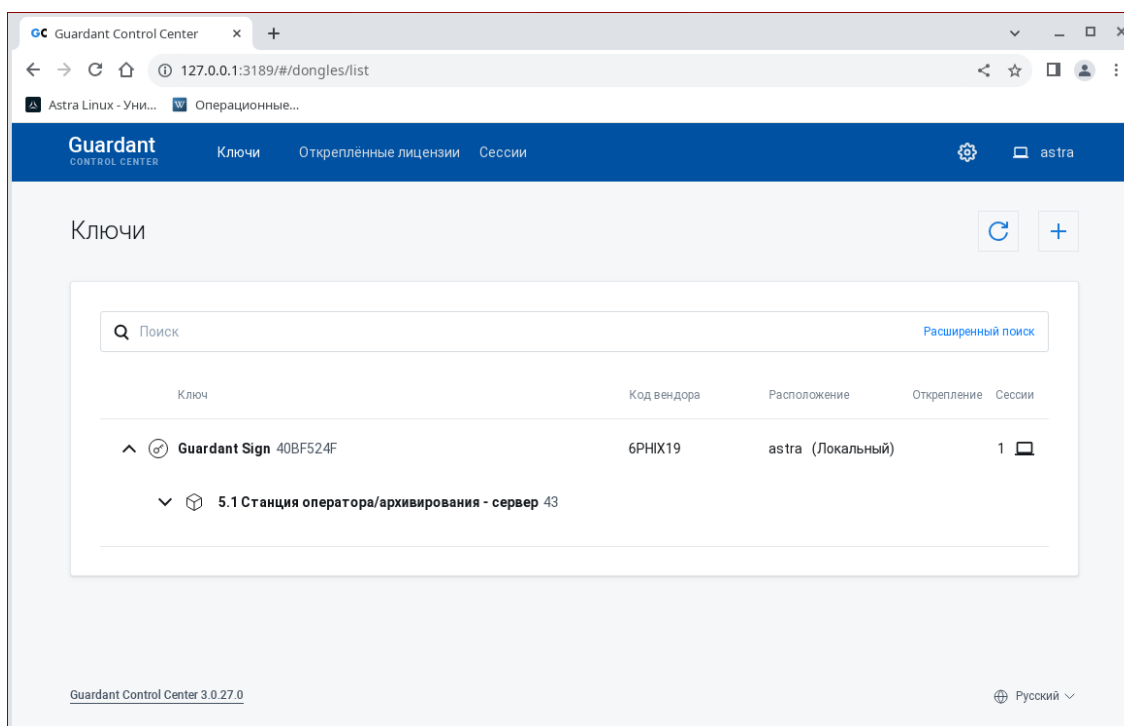 GC Guardant Control Center
127.0.0.1:3189/#/dongles/list
Astra Linux - Уни... W Операционные...
Guardant
CONTROL CENTER
Ключи Откреплённые лицензии Сессии astra
Ключи
Поиск Расширенный поиск
Ключ Код вендора Расположение Открепление Сессии
Guardant Sign 40BF524F 6PHIX19 astra (Локальный) 1
5.1 Станция оператора/архивирования - сервер 43
Guardant Control Center 3.0.27.0 Русский